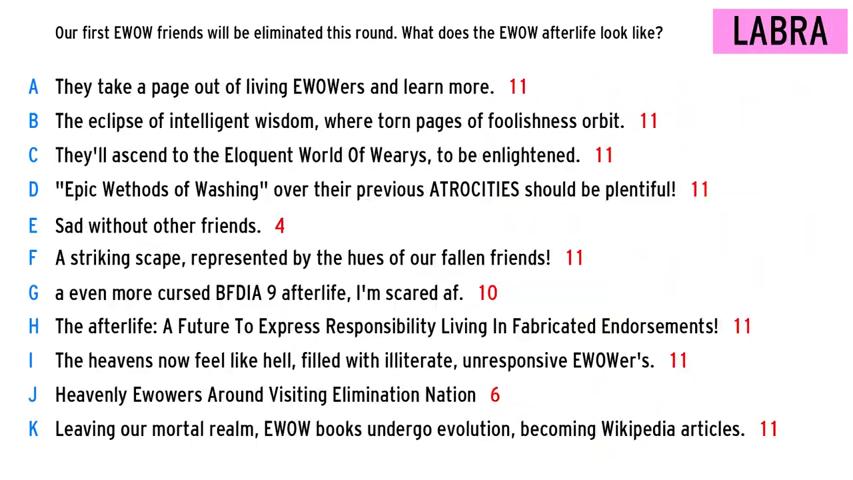 Our first EWOW friends will be eliminated this round. What does the EWOW afterlife look like?
LABRA
A They take a page out of living EWOWers and learn more. 11
B The eclipse of intelligent wisdom, where torn pages of foolishness orbit. 11
C They'll ascend to the Eloquent World Of Wearys, to be enlightened. 11
D "Epic Wethods of Washing" over their previous ATROCITIES should be plentiful! 11
E Sad without other friends. 4
F A striking scape, represented by the hues of our fallen friends! 11
G a even more cursed BFDIA 9 afterlife, I'm scared af. 10
H The afterlife: A Future To Express Responsibility Living In Fabricated Endorsements! 11
I The heavens now feel like hell, filled with illiterate, unresponsive EWOWer's. 11
J Heavenly Ewowers Around Visiting Elimination Nation 6
K Leaving our mortal realm, EWOW books undergo evolution, becoming Wikipedia articles. 11